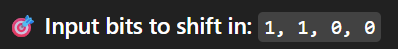 🎯 Input bits to shift in: 1, 1, 0, 0